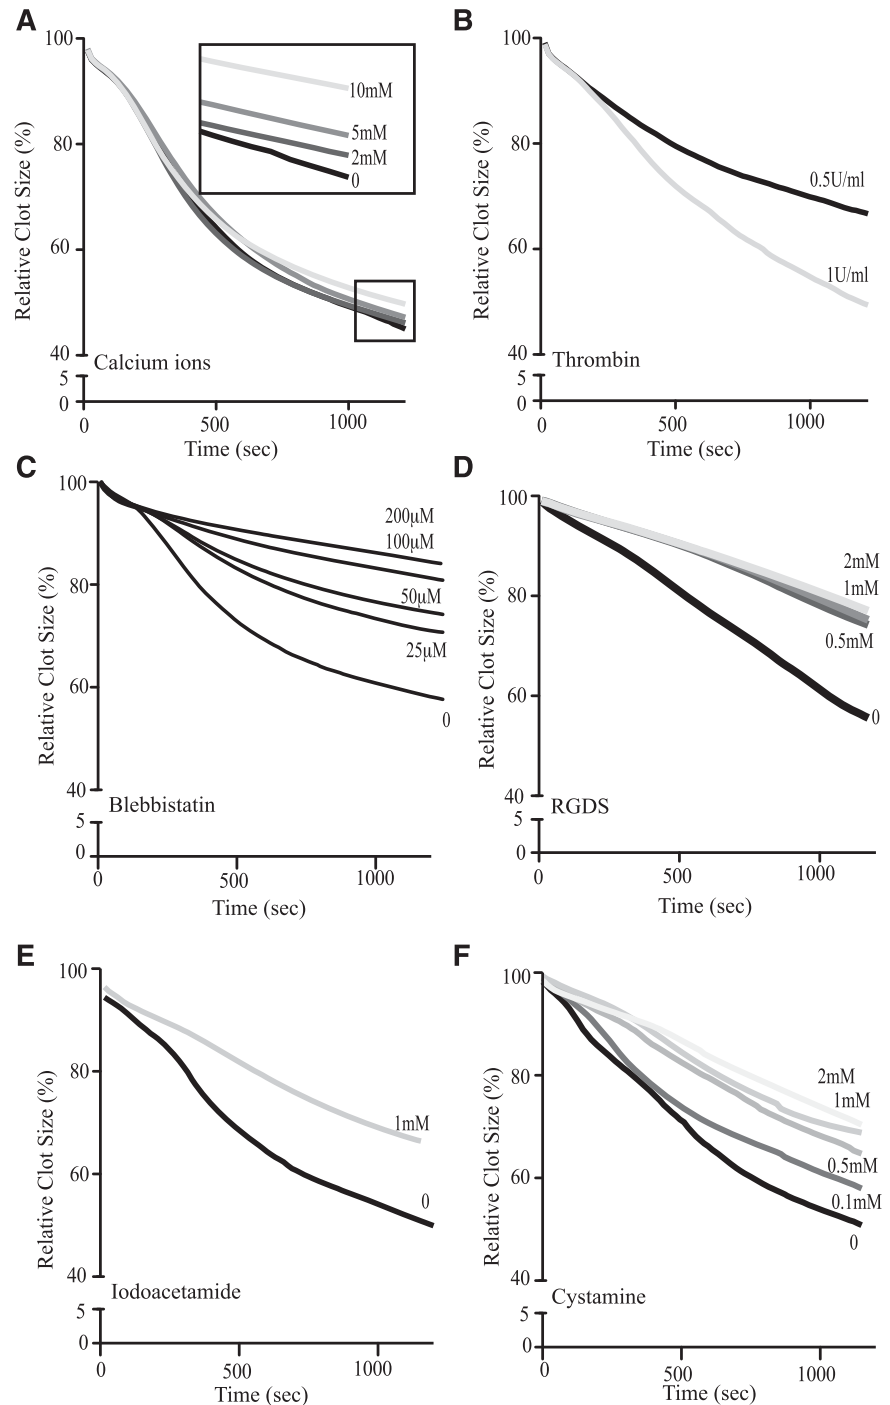 A
Relative Clot Size (%)
100
80
60
40
5
0
10mM
5mM
2mM
0
Calcium ions
0
500
1000
Time (sec)
B
Relative Clot Size (%)
100
80
60
40
5
0
0.5U/ml
1U/ml
Thrombin
0
500
1000
Time (sec)
C
Relative Clot Size (%)
100
80
60
40
5
0
200μM
100μM
50μM
25μM
0
Blebbistatin
0
500
1000
Time (sec)
D
Relative Clot Size (%)
100
80
60
40
5
0
2mM
1mM
0.5mM
0
RGDS
0
500
1000
Time (sec)
E
Relative Clot Size (%)
100
80
60
40
5
0
1mM
0
Iodoacetamide
0
500
1000
Time (sec)
F
Relative Clot Size (%)
100
80
60
40
5
0
2mM
1mM
0.5mM
0.1mM
0
Cystamine
0
500
1000
Time (sec)